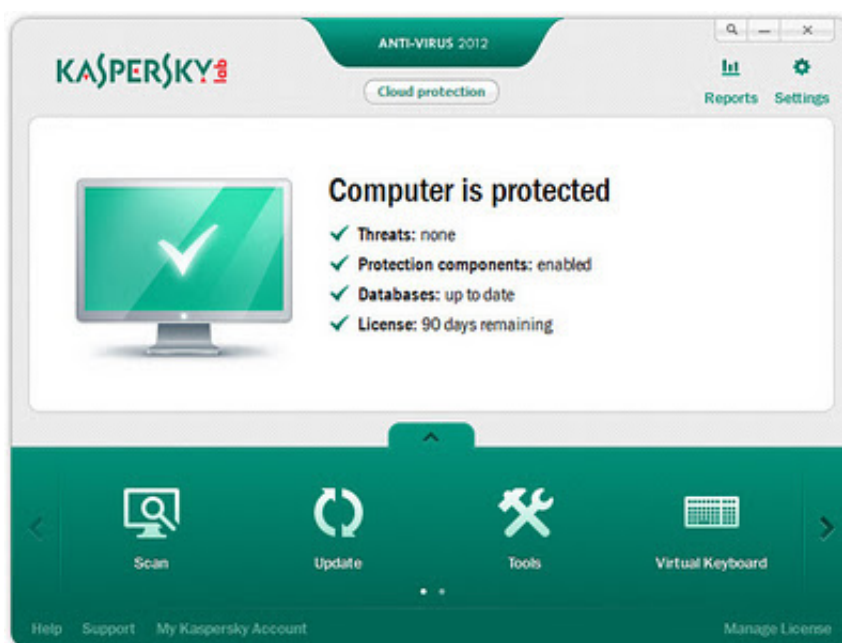 ANTI-VIRUS 2012
KASPERSKY lab
Cloud protection
Reports Settings
Computer is protected
Threats: none
Protection components: enabled
Databases: up to date
License: 90 days remaining
Scan Update Tools Virtual Keyboard
Help Support My Kaspersky Account Manage License